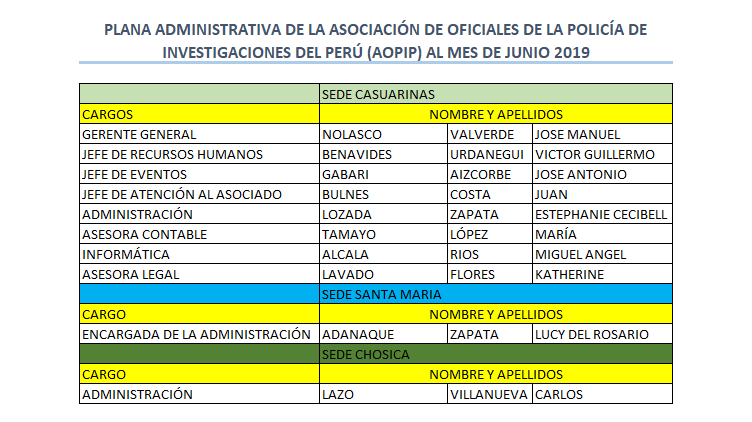 PLANA ADMINISTRATIVA DE LA ASOCIACIÓN DE OFICIALES DE LA POLICÍA DE
INVESTIGACIONES DEL PERÚ (AOPIP) AL MES DE JUNIO 2019
SEDE CASUARINAS
CARGOS NOMBRE Y APELLIDOS
GERENTE GENERAL NOLASCO VALVERDE JOSE MANUEL
JEFE DE RECURSOS HUMANOS BENAVIDES URDANEGUI VICTOR GUILLERMO
JEFE DE EVENTOS GABARI AIZCORBE JOSE ANTONIO
JEFE DE ATENCIÓN AL ASOCIADO BULNES COSTA JUAN
ADMINISTRACIÓN LOZADA ZAPATA ESTEPHANIE CECIBELL
ASESORA CONTABLE TAMAYO LÓPEZ MARÍA
INFORMÁTICA ALCALA RIOS MIGUEL ANGEL
ASESORA LEGAL LAVADO FLORES KATHERINE
SEDE SANTA MARIA
CARGO NOMBRE Y APELLIDOS
ENCARGADA DE LA ADMINISTRACIÓN ADANAQUE ZAPATA LUCY DEL ROSARIO
SEDE CHOSICA
CARGO NOMBRE Y APELLIDOS
ADMINISTRACIÓN LAZO VILLANUEVA CARLOS